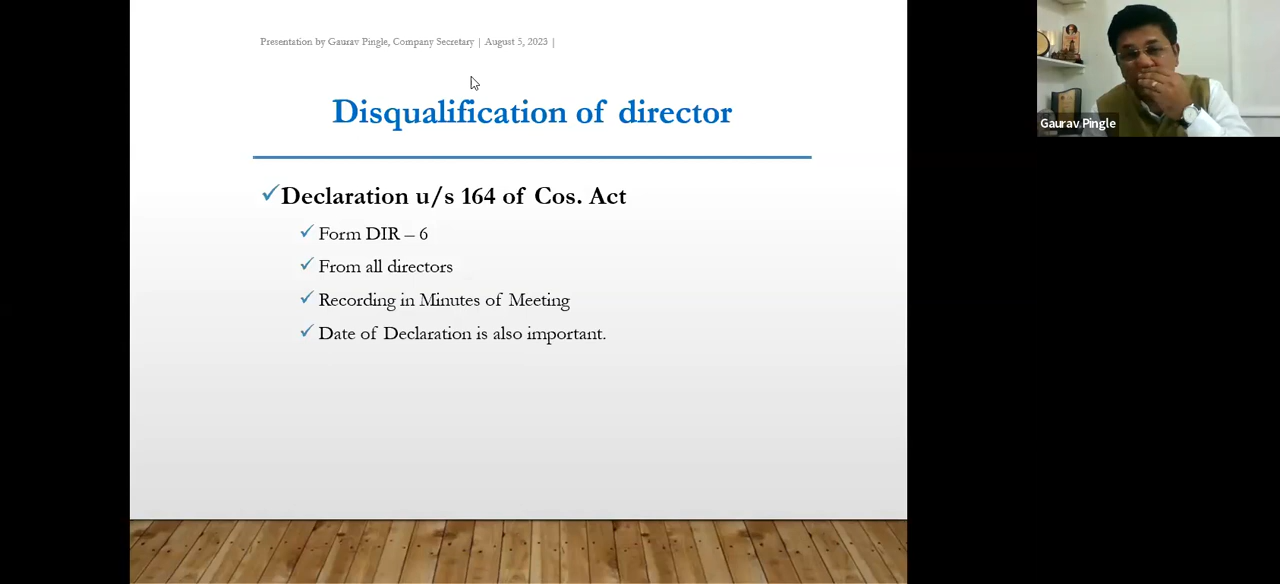 Presentation by Gaurav Pingle, Company Secretary | August 5, 2023 |
Disqualification of director
Declaration u/s 164 of Cos. Act
Form DIR – 6
From all directors
Recording in Minutes of Meeting
Date of Declaration is also important.
Gaurav Pingle